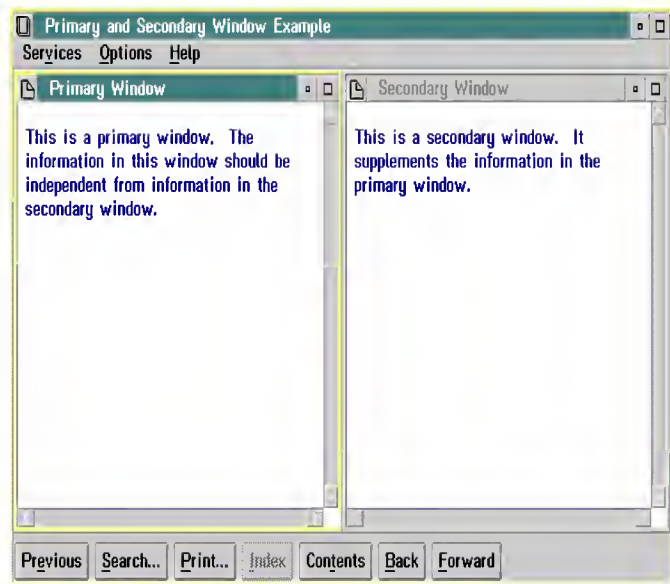 Primary and Secondary Window Example
Services Options Help
Primary Window
This is a primary window. The
information in this window should be
independent from information in the
secondary window.
Secondary Window
This is a secondary window. It
supplements the information in the
primary window.
Previous Search... Print... Index Contents Back Forward